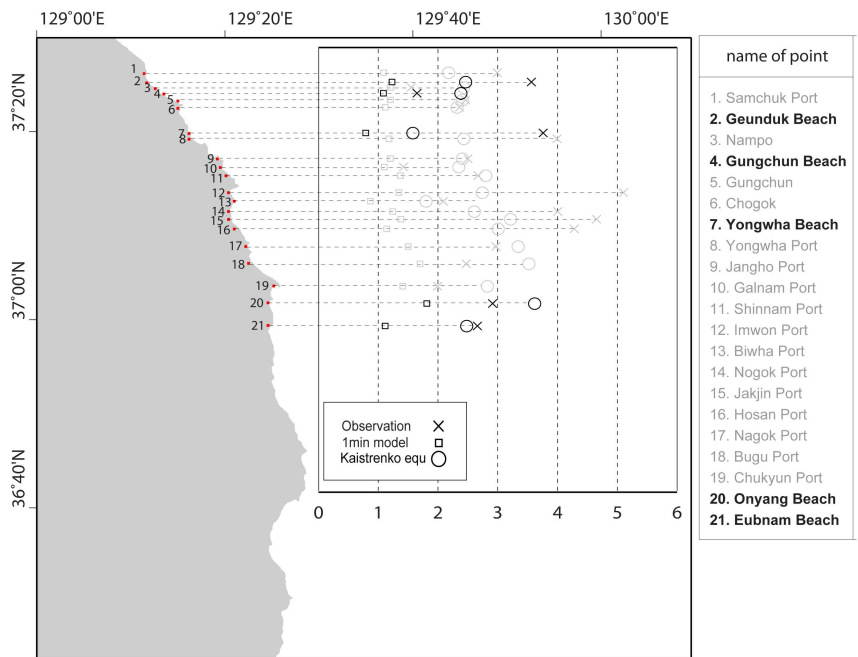 129°00'E 129°20'E 129°40'E 130°00'E
37°20'N
37°00'N
36°40'N
1
2
3
4
5
6
7
8
9
10
11
12
13
14
15
16
17
18
19
20
21
Observation
1min model
Kaistrenko equ
0 1 2 3 4 5 6
name of point
1. Samchuk Port
2. Geunduk Beach
3. Nampo
4. Gungchun Beach
5. Gungchun
6. Chogok
7. Yongwha Beach
8. Yongwha Port
9. Jangho Port
10. Galnam Port
11. Shinnam Port
12. Imwon Port
13. Biwha Port
14. Nogok Port
15. Jakjin Port
16. Hosan Port
17. Nagok Port
18. Bugu Port
19. Chukyun Port
20. Onyang Beach
21. Eubnam Beach